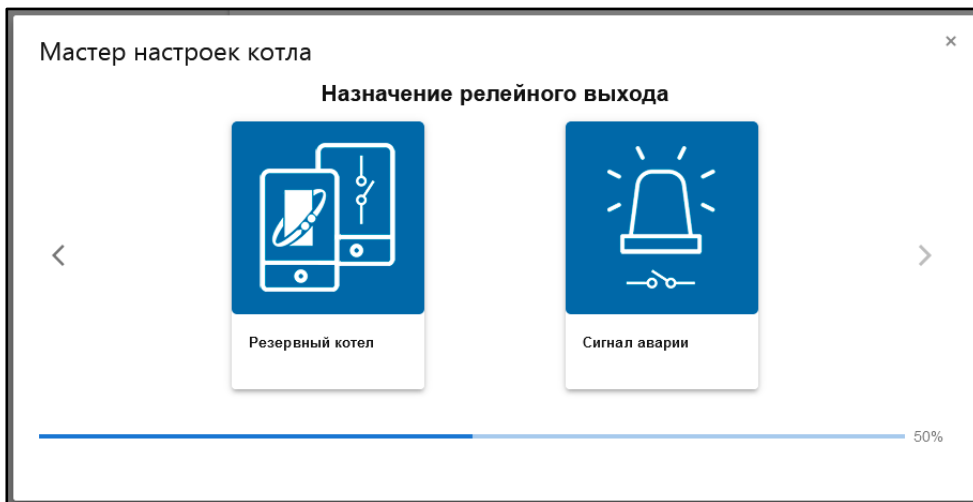 Мастер настроек котла
×
Назначение релейного выхода
Резервный котел
Сигнал аварии
50%